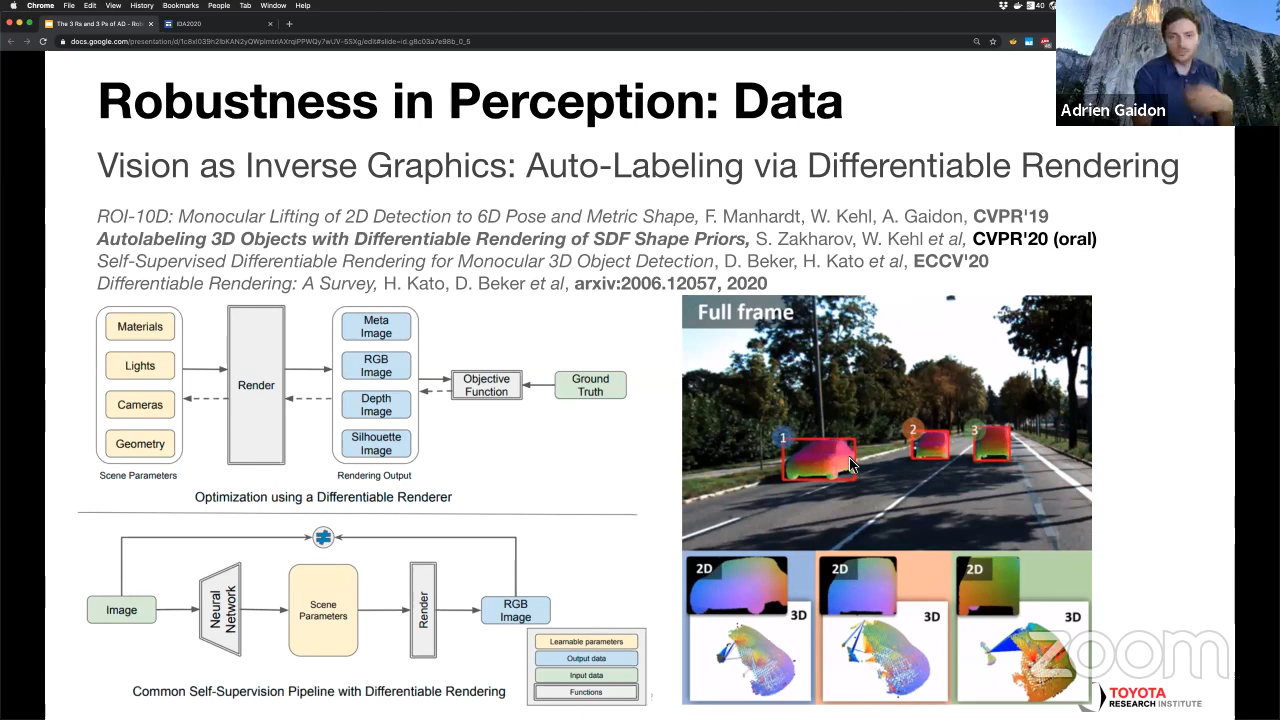 Chrome File Edit View History Bookmarks People Tab Window Help
The 3 Rs and 3 Ps of AD - Rob
IDA2020
Adrien Gaidon
Robustness in Perception: Data
Vision as Inverse Graphics: Auto-Labeling via Differentiable Rendering
ROI-10D: Monocular Lifting of 2D Detection to 6D Pose and Metric Shape, F. Manhardt, W. Kehl, A. Gaidon, CVPR'19
Autolabeling 3D Objects with Differentiable Rendering of SDF Shape Priors, S. Zakharov, W. Kehl et al, CVPR'20 (oral)
Self-Supervised Differentiable Rendering for Monocular 3D Object Detection, D. Beker, H. Kato et al, ECCV'20
Differentiable Rendering: A Survey, H. Kato, D. Beker et al, arxiv:2006.12057, 2020
Materials
Lights
Cameras
Geometry
Scene Parameters
Render
Meta
Image
RGB
Image
Depth
Image
Silhouette
Image
Rendering Output
Objective
Function
Ground
Truth
Optimization using a Differentiable Renderer
Image
Neural
Network
Scene
Parameters
Render
RGB
Image
Learnable parameters
Output data
Input data
Functions
Common Self-Supervision Pipeline with Differentiable Rendering
Full frame
1
2
3
2D
3D
2D
3D
2D
3D
zoom
TOYOTA
RESEARCH INSTITUTE